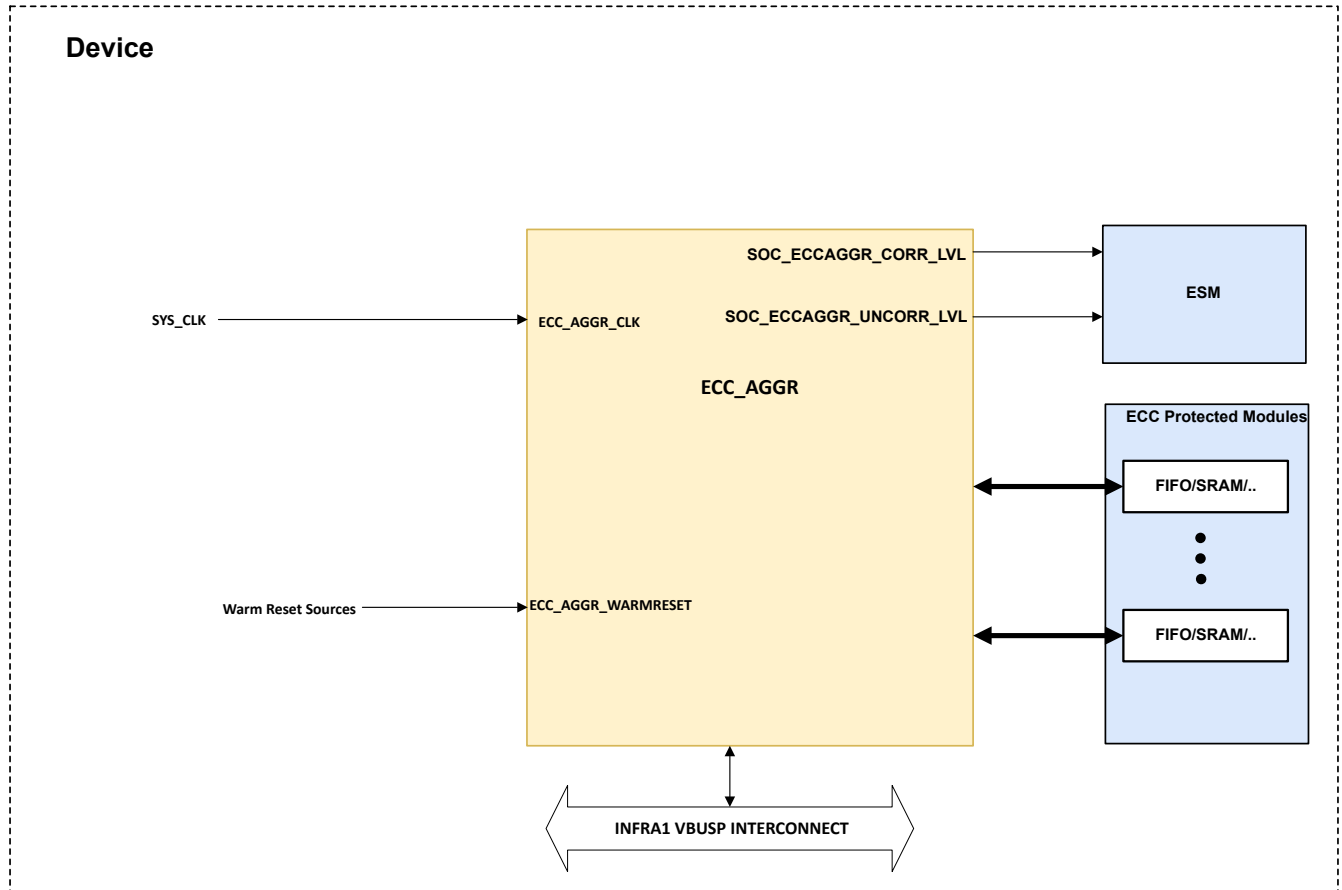 Device
SOC_ECCAGGR_CORR_LVL
ESM
SYS_CLK
ECC_AGGR_CLK
SOC_ECCAGGR_UNCORR_LVL
ECC_AGGR
ECC Protected Modules
FIFO/SRAM/..
Warm Reset Sources
ECC_AGGR_WARMRESET
FIFO/SRAM/..
INFRA1 VBUSP INTERCONNECT